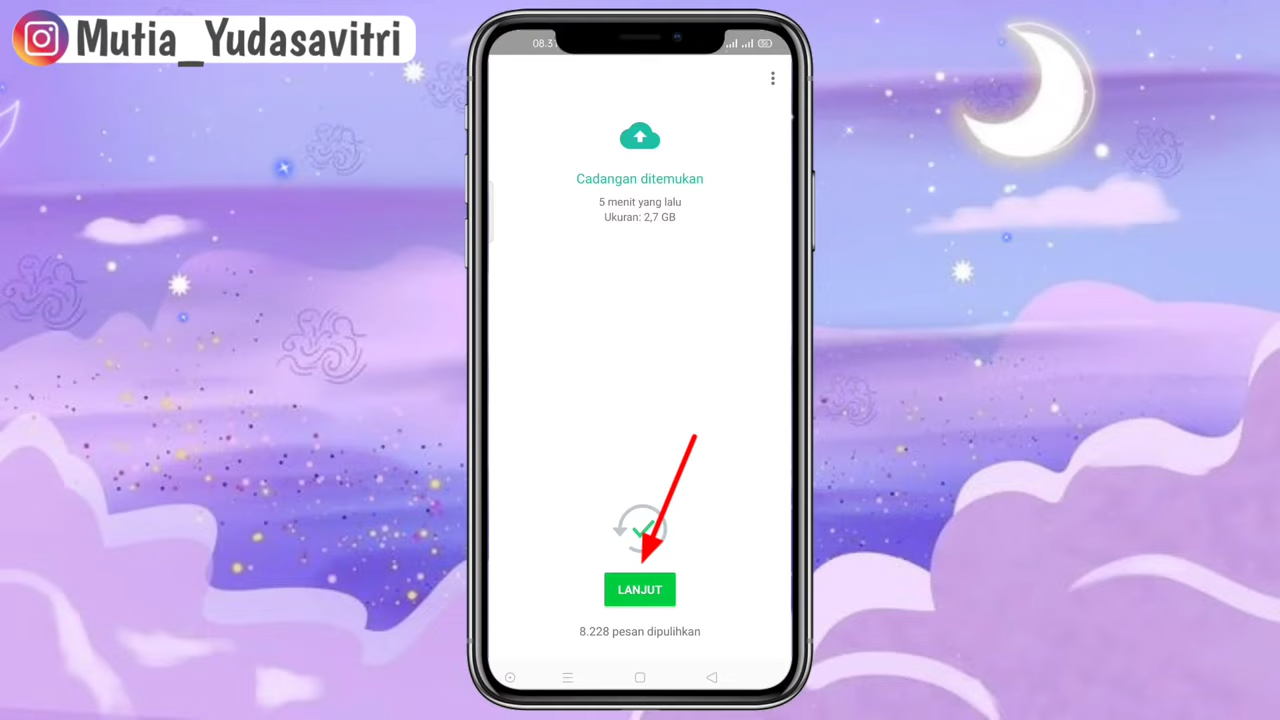 Mutia_Yudasavitri
08.3
Cadangan ditemukan
5 menit yang lalu
Ukuran: 2,7 GB
LANJUT
8.228 pesan dipulihkan